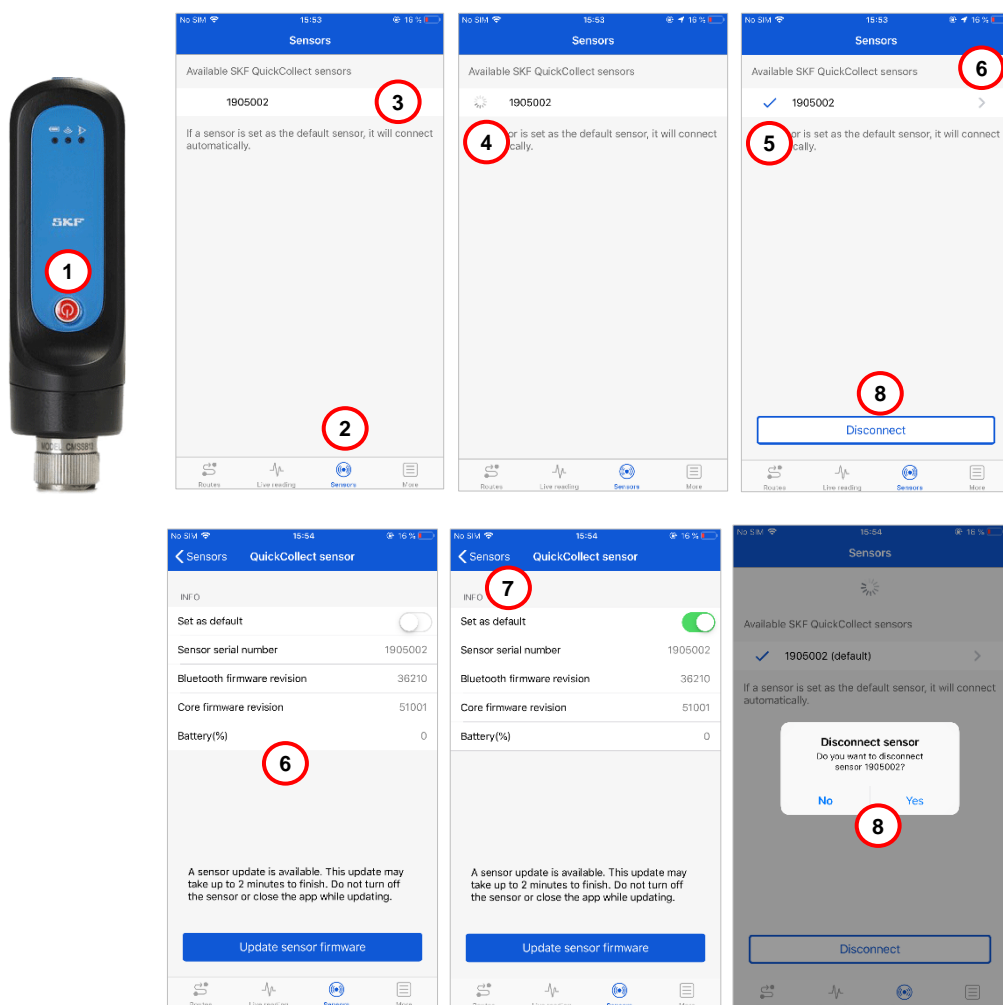 SKF
1
MODEL CMSS813
No SIM 15:53 16 %
Sensors
Available SKF QuickCollect sensors
1905002
3
If a sensor is set as the default sensor, it will connect
automatically.
2
Routes Live reading Sensors More
No SIM 15:53 16 %
Sensors
Available SKF QuickCollect sensors
1905002
4
or is set as the default sensor, it will connect
cally.
Routes Live reading Sensors More
No SIM 15:53 16 %
Sensors
Available SKF QuickCollect sensors
6
1905002
5
or is set as the default sensor, it will connect
cally.
8
Disconnect
Routes Live reading Sensors More
No SIM 15:54 16 %
Sensors QuickCollect sensor
INFO
Set as default
Sensor serial number 1905002
Bluetooth firmware revision 36210
Core firmware revision 51001
Battery(%) 0
6
A sensor update is available. This update may
take up to 2 minutes to finish. Do not turn off
the sensor or close the app while updating.
Update sensor firmware
Routes Live reading Sensors More
No SIM 15:54 16 %
Sensors QuickCollect sensor
7
INFO
Set as default
Sensor serial number 1905002
Bluetooth firmware revision 36210
Core firmware revision 51001
Battery(%) 0
A sensor update is available. This update may
take up to 2 minutes to finish. Do not turn off
the sensor or close the app while updating.
Update sensor firmware
Routes Live reading Sensors More
No SIM 15:54 16 %
Sensors
Available SKF QuickCollect sensors
1905002 (default)
If a sensor is set as the default sensor, it will connect
automatically.
Disconnect sensor
Do you want to disconnect
sensor 1905002?
No Yes
8
Disconnect